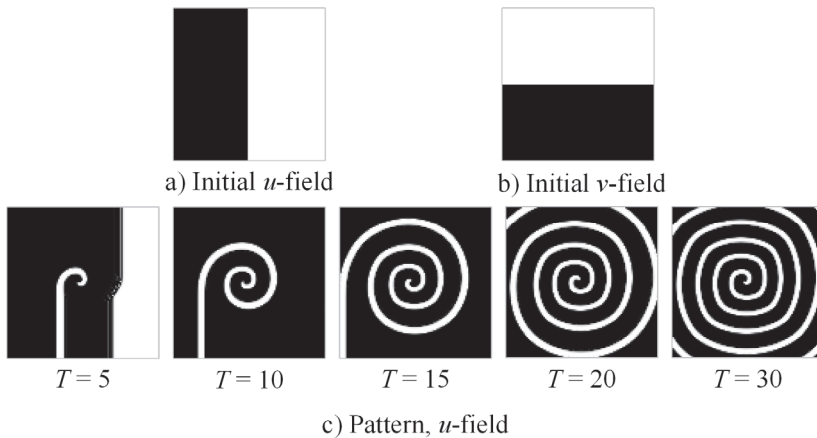 a) Initial u-field
b) Initial v-field
T = 5
T = 10
T = 15
T = 20
T = 30
c) Pattern, u-field